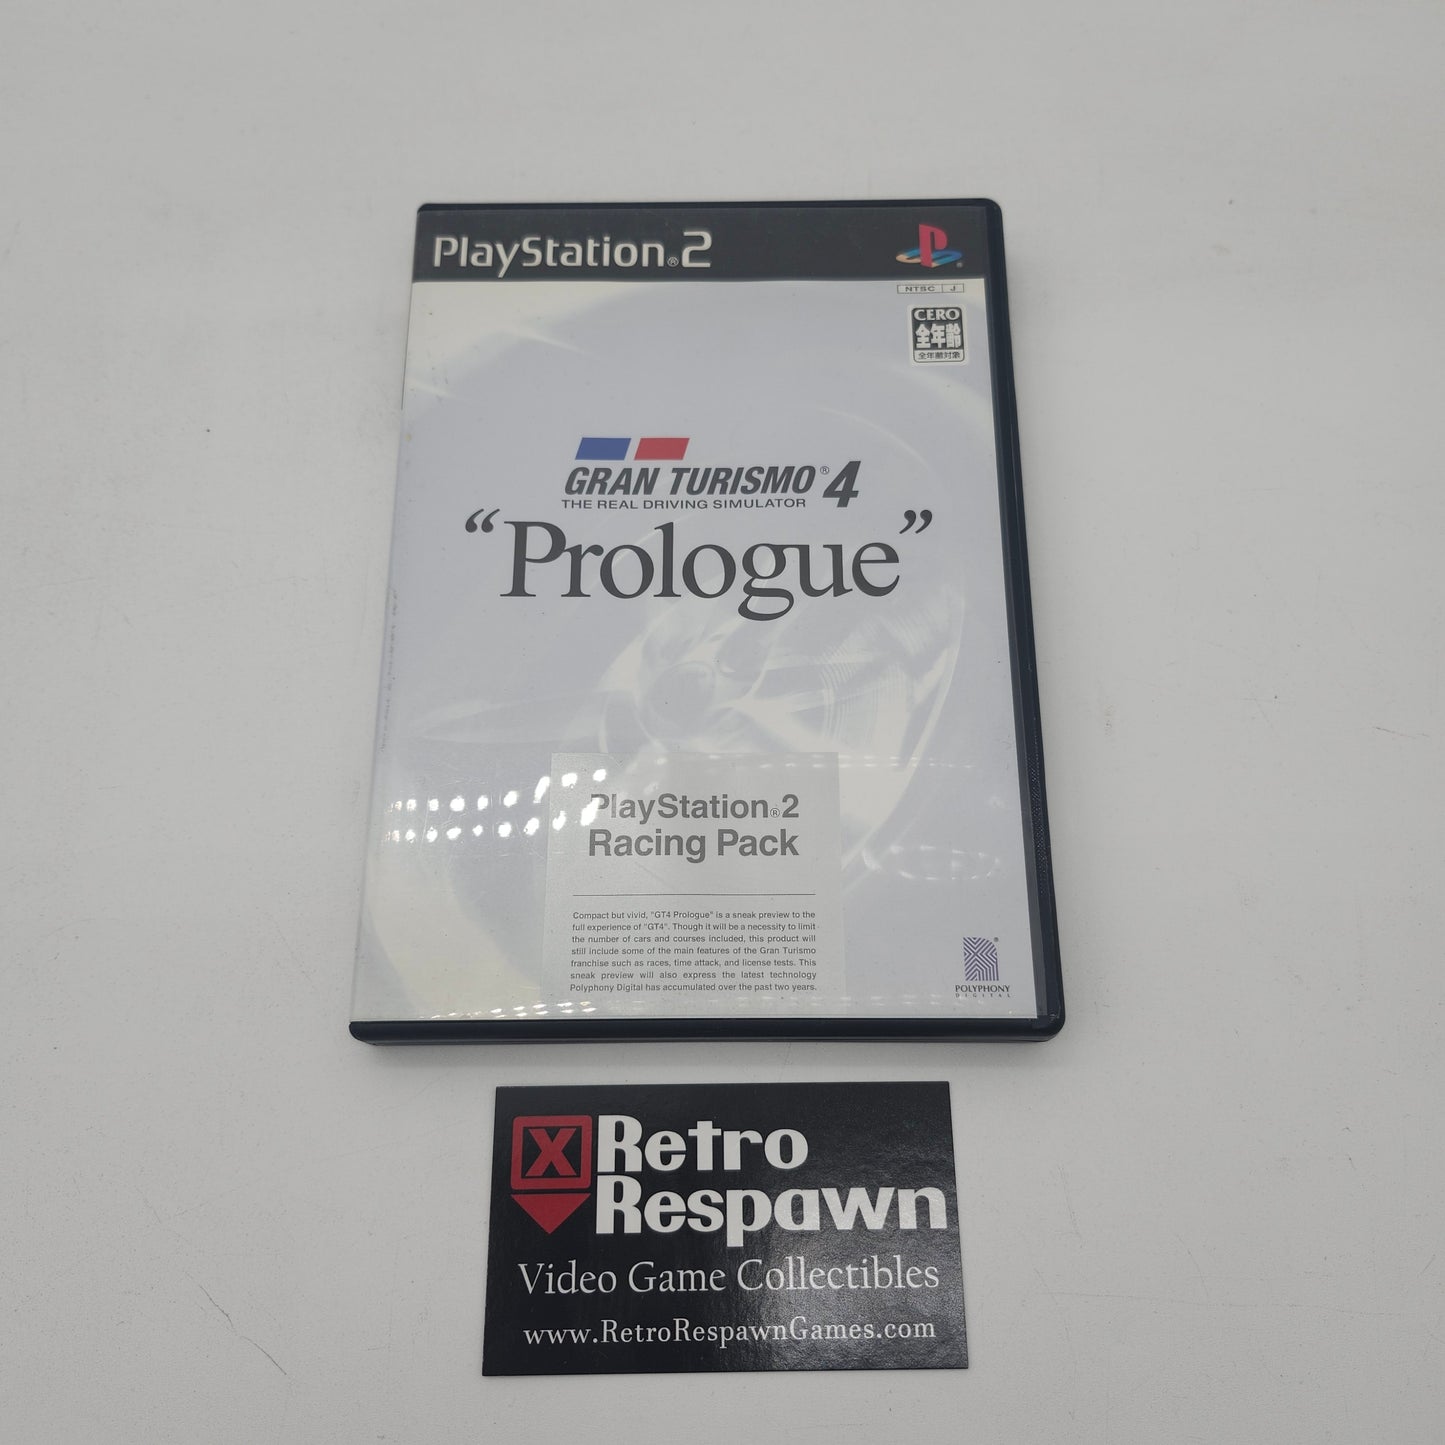 PlayStation®2
NTSC J
CERO
全年齢
全年齢対象
GRAN TURISMO® 4
THE REAL DRIVING SIMULATOR
“Prologue”
PlayStation®2
Racing Pack
Compact but vivid, "GT4 Prologue" is a sneak preview to the
full experience of "GT4". Though it will be a necessity to limit
the number of cars and courses included, this product will
still include some of the main features of the Gran Turismo
franchise such as races, time attack, and license tests. This
sneak preview will also express the latest technology
Polyphony Digital has accumulated over the past two years.
POLYPHONY
DIGITAL
X Retro
Respawn
Video Game Collectibles
www.RetroRespawnGames.com